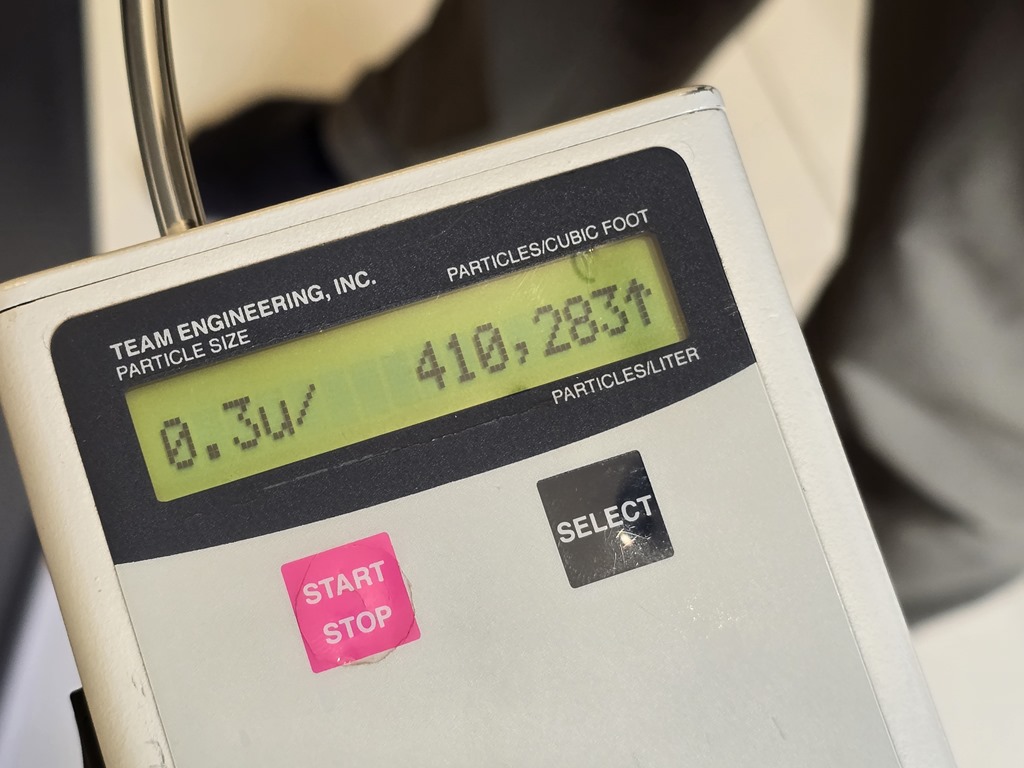 PARTICLES/CUBIC FOOT
TEAM ENGINEERING, INC.
PARTICLE SIZE
0.3u/ 410,283↑
PARTICLES/LITER
START
STOP
SELECT